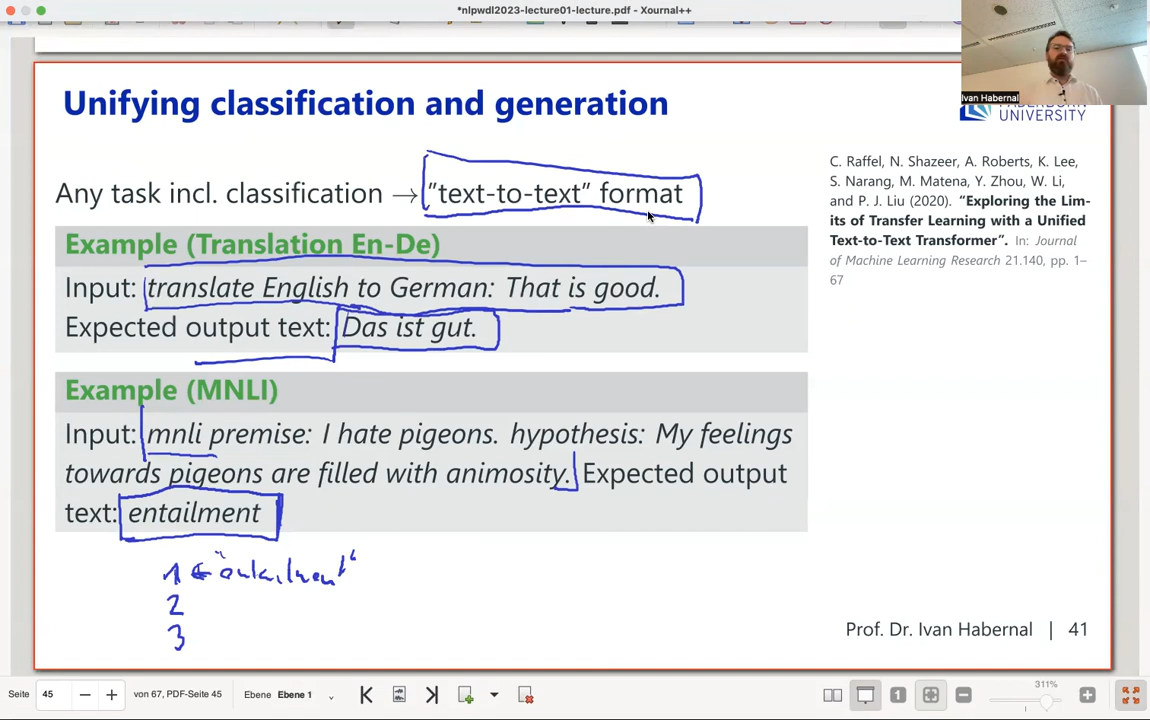 *nlpwdl2023-lecture01-lecture.pdf - Xournal++
Ivan Habernal
UNIVERSITY
Unifying classification and generation
Any task incl. classification → "text-to-text" format
Example (Translation En-De)
Input: translate English to German: That is good.
Expected output text: Das ist gut.
Example (MNLI)
Input: mnli premise: I hate pigeons. hypothesis: My feelings
towards pigeons are filled with animosity. Expected output
text: entailment
1 ← "entailment"
2
3
C. Raffel, N. Shazeer, A. Roberts, K. Lee,
S. Narang, M. Matena, Y. Zhou, W. Li,
and P. J. Liu (2020). "Exploring the Lim-
its of Transfer Learning with a Unified
Text-to-Text Transformer". In: Journal
of Machine Learning Research 21.140, pp. 1–
67
Prof. Dr. Ivan Habernal | 41
Seite 45 von 67, PDF-Seite 45 Ebene Ebene 1 1 311%